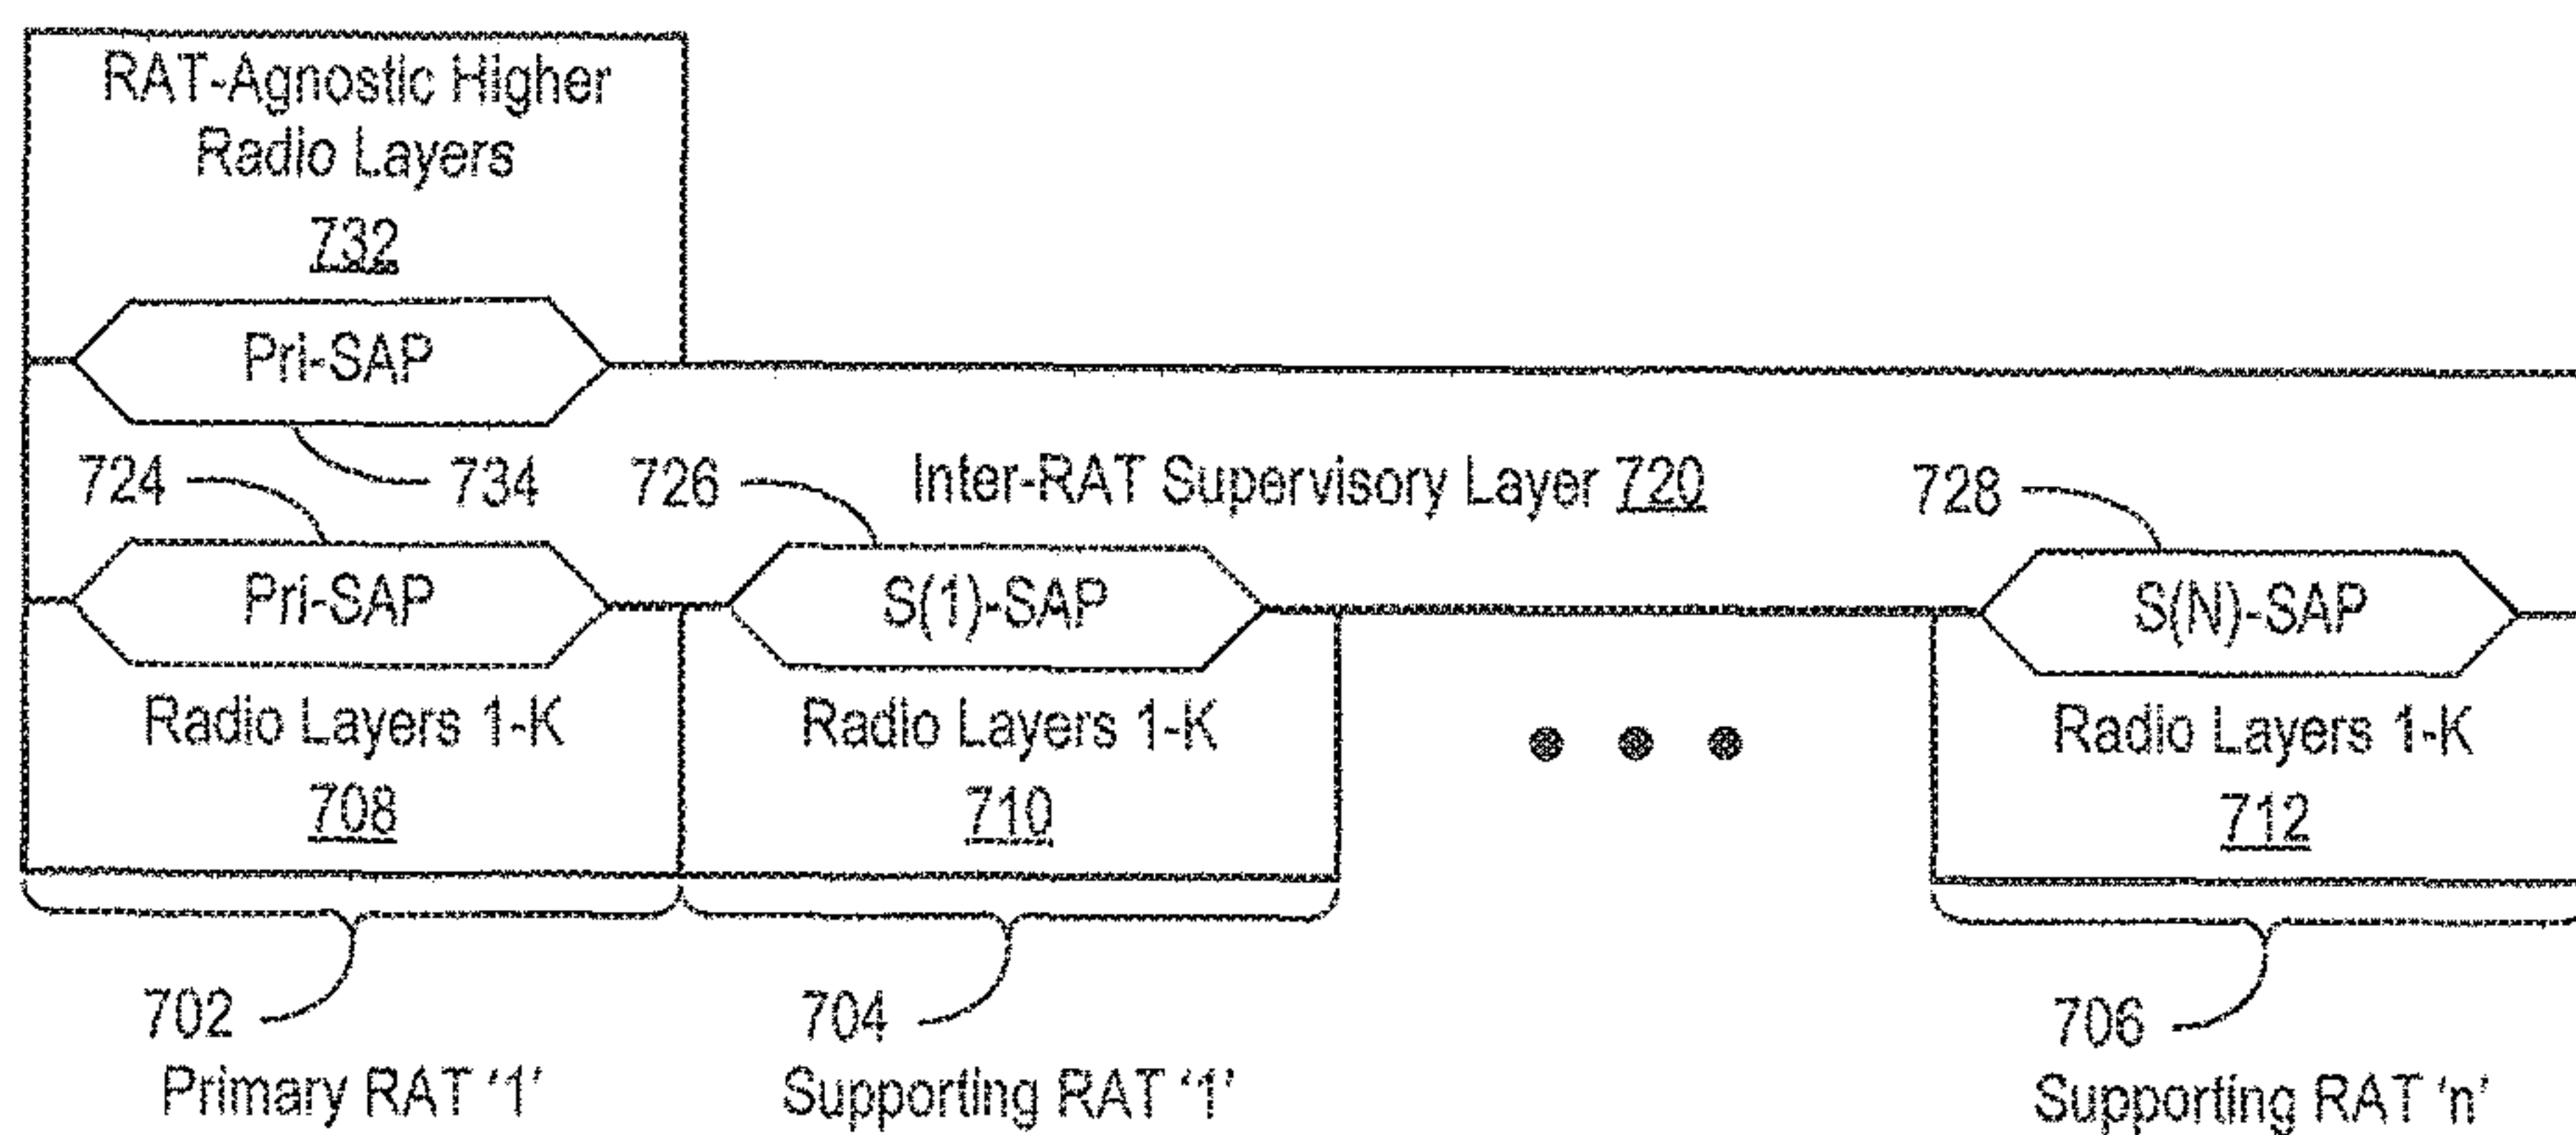 RAT-Agnostic Higher
Radio Layers
732
Pri-SAP
724
734
726
Inter-RAT Supervisory Layer 720
728
Pri-SAP
S(1)-SAP
S(N)-SAP
Radio Layers 1-K
Radio Layers 1-K
Radio Layers 1-K
708
710
712
702
704
706
Primary RAT '1'
Supporting RAT '1'
Supporting RAT 'n'